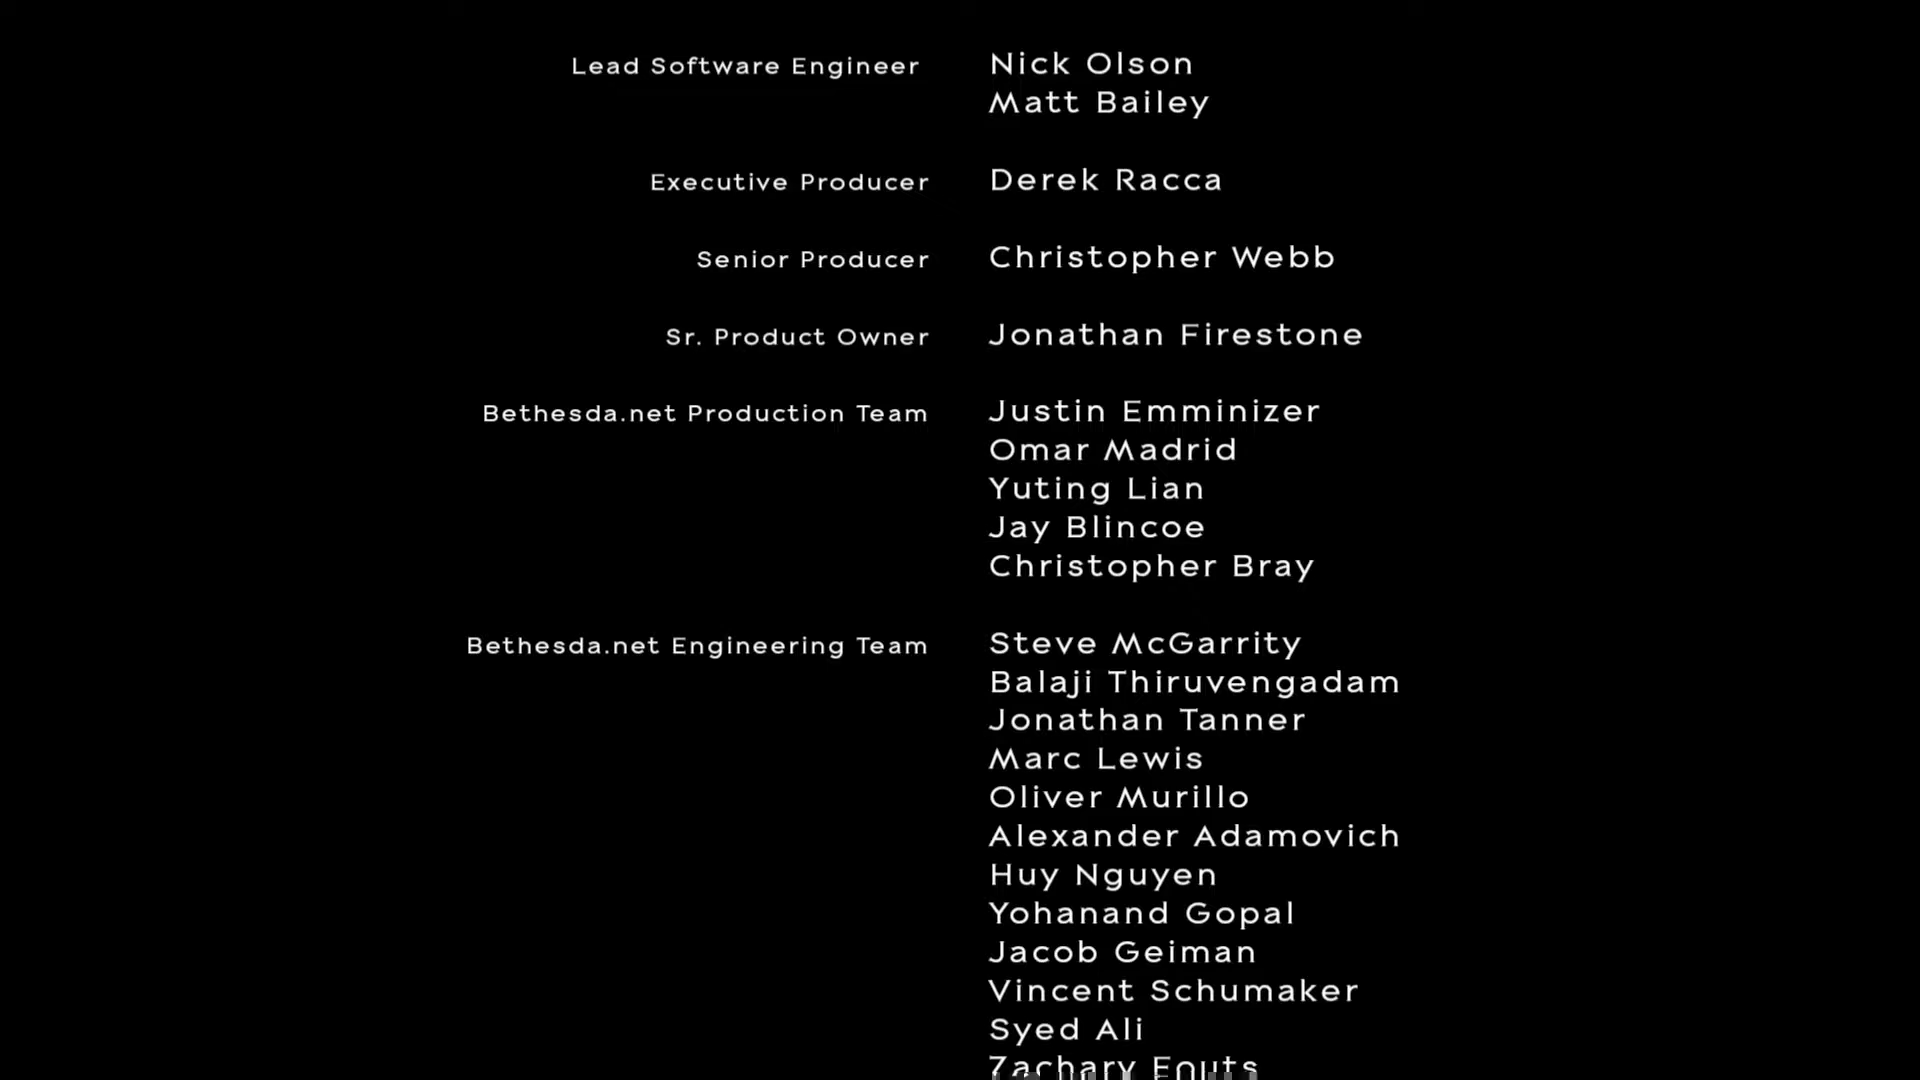 Lead Software Engineer Nick Olson
Matt Bailey
Executive Producer Derek Racca
Senior Producer Christopher Webb
Sr. Product Owner Jonathan Firestone
Bethesda.net Production Team Justin Emminizer
Omar Madrid
Yuting Lian
Jay Blincoe
Christopher Bray
Bethesda.net Engineering Team Steve McGarrity
Balaji Thiruvengadam
Jonathan Tanner
Marc Lewis
Oliver Murillo
Alexander Adamovich
Huy Nguyen
Yohanand Gopal
Jacob Geiman
Vincent Schumaker
Syed Ali
Zachary